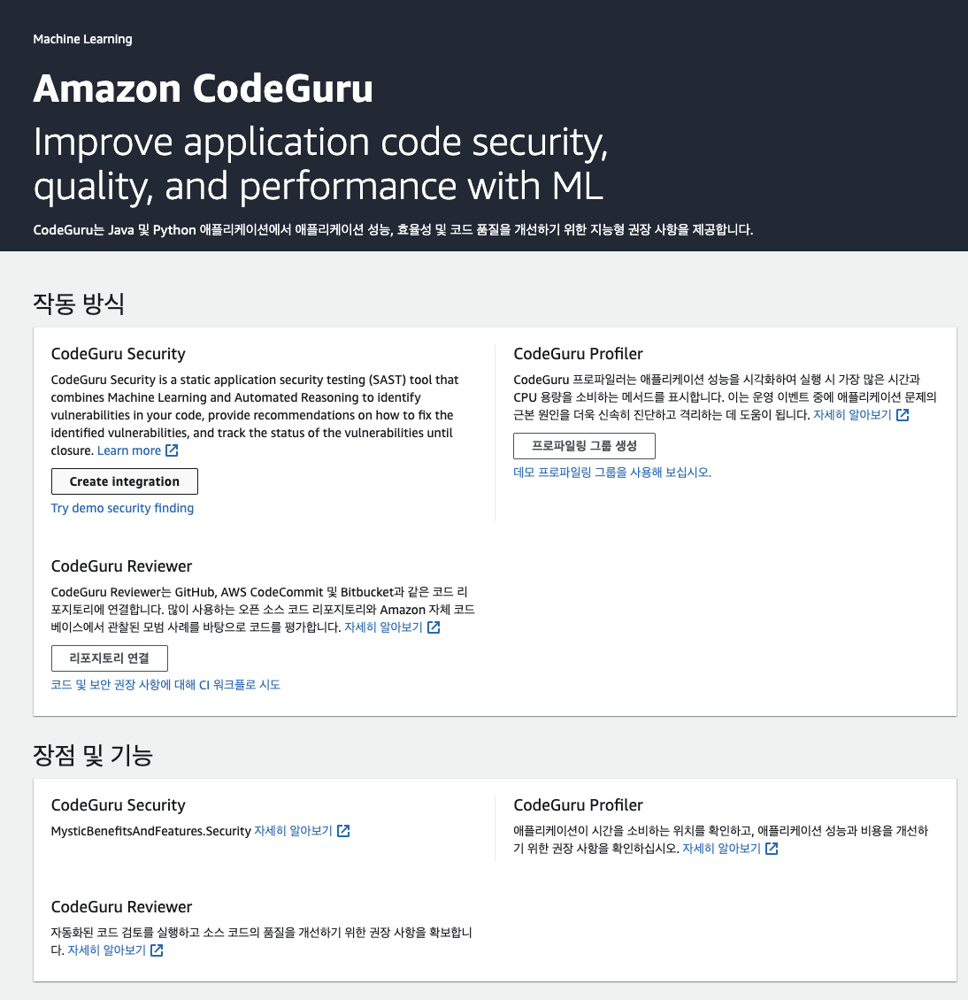 Machine Learning
Amazon CodeGuru
Improve application code security,
quality, and performance with ML
CodeGuru는 Java 및 Python 애플리케이션에서 애플리케이션 성능, 효율성 및 코드 품질을 개선하기 위한 지능형 권장 사항을 제공합니다.
작동 방식
CodeGuru Security
CodeGuru Security is a static application security testing (SAST) tool that
combines Machine Learning and Automated Reasoning to identify
vulnerabilities in your code, provide recommendations on how to fix the
identified vulnerabilities, and track the status of the vulnerabilities until
closure. Learn more
Create integration
Try demo security finding
CodeGuru Profiler
CodeGuru 프로파일러는 애플리케이션 성능을 시각화하여 실행 시 가장 많은 시간과
CPU 용량을 소비하는 메서드를 표시합니다. 이는 운영 이벤트 중에 애플리케이션 문제의
근본 원인을 더욱 신속히 진단하고 격리하는 데 도움이 됩니다. 자세히 알아보기
프로파일링 그룹 생성
데모 프로파일링 그룹을 사용해 보십시오.
CodeGuru Reviewer
CodeGuru Reviewer는 GitHub, AWS CodeCommit 및 Bitbucket과 같은 코드 리
포지토리에 연결합니다. 많이 사용하는 오픈 소스 코드 리포지토리와 Amazon 자체 코드
베이스에서 관찰된 모범 사례를 바탕으로 코드를 평가합니다. 자세히 알아보기
리포지토리 연결
코드 및 보안 권장 사항에 대해 CI 워크플로 시도
장점 및 기능
CodeGuru Security
MysticBenefitsAndFeatures.Security 자세히 알아보기
CodeGuru Profiler
애플리케이션이 시간을 소비하는 위치를 확인하고, 애플리케이션 성능과 비용을 개선하
기 위한 권장 사항을 확인하십시오. 자세히 알아보기
CodeGuru Reviewer
자동화된 코드 검토를 실행하고 소스 코드의 품질을 개선하기 위한 권장 사항을 확보합니
다. 자세히 알아보기